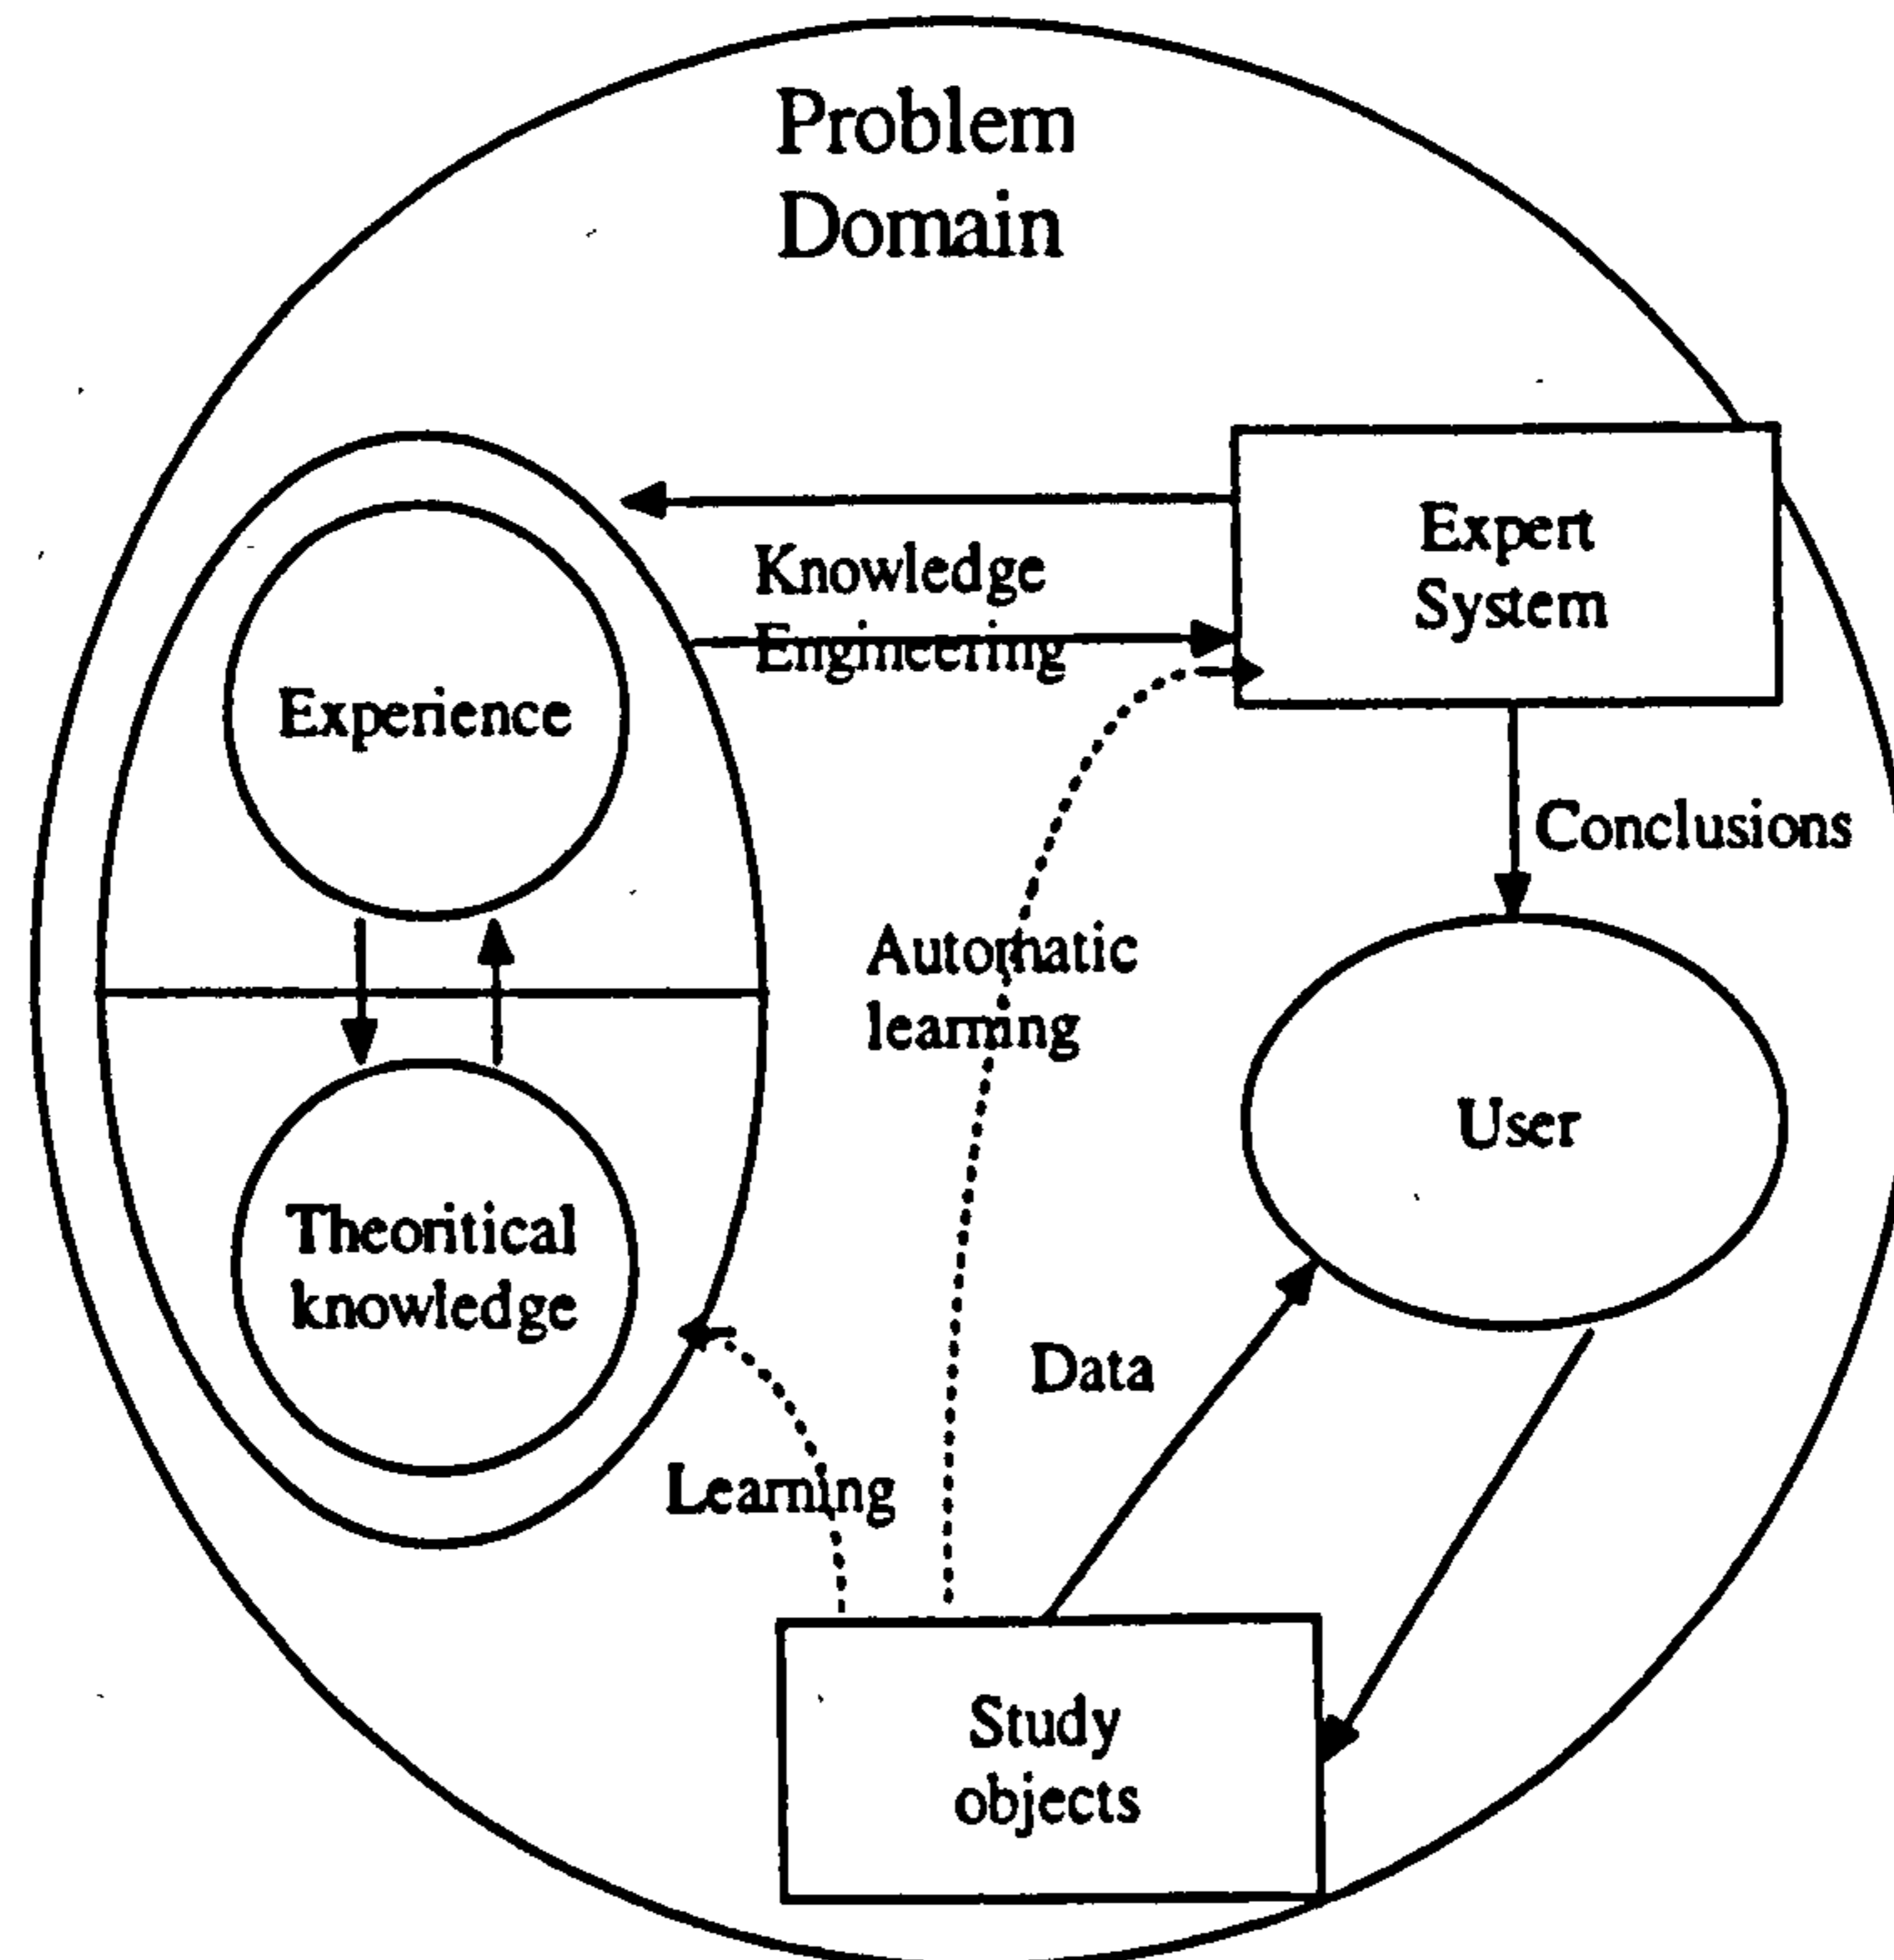 Problem
Domain
Expert
System
Knowledge
Engineering
Experience
Conclusions
Automatic
learning
User
Theoritical
knowledge
Data
Learning
Study
objects